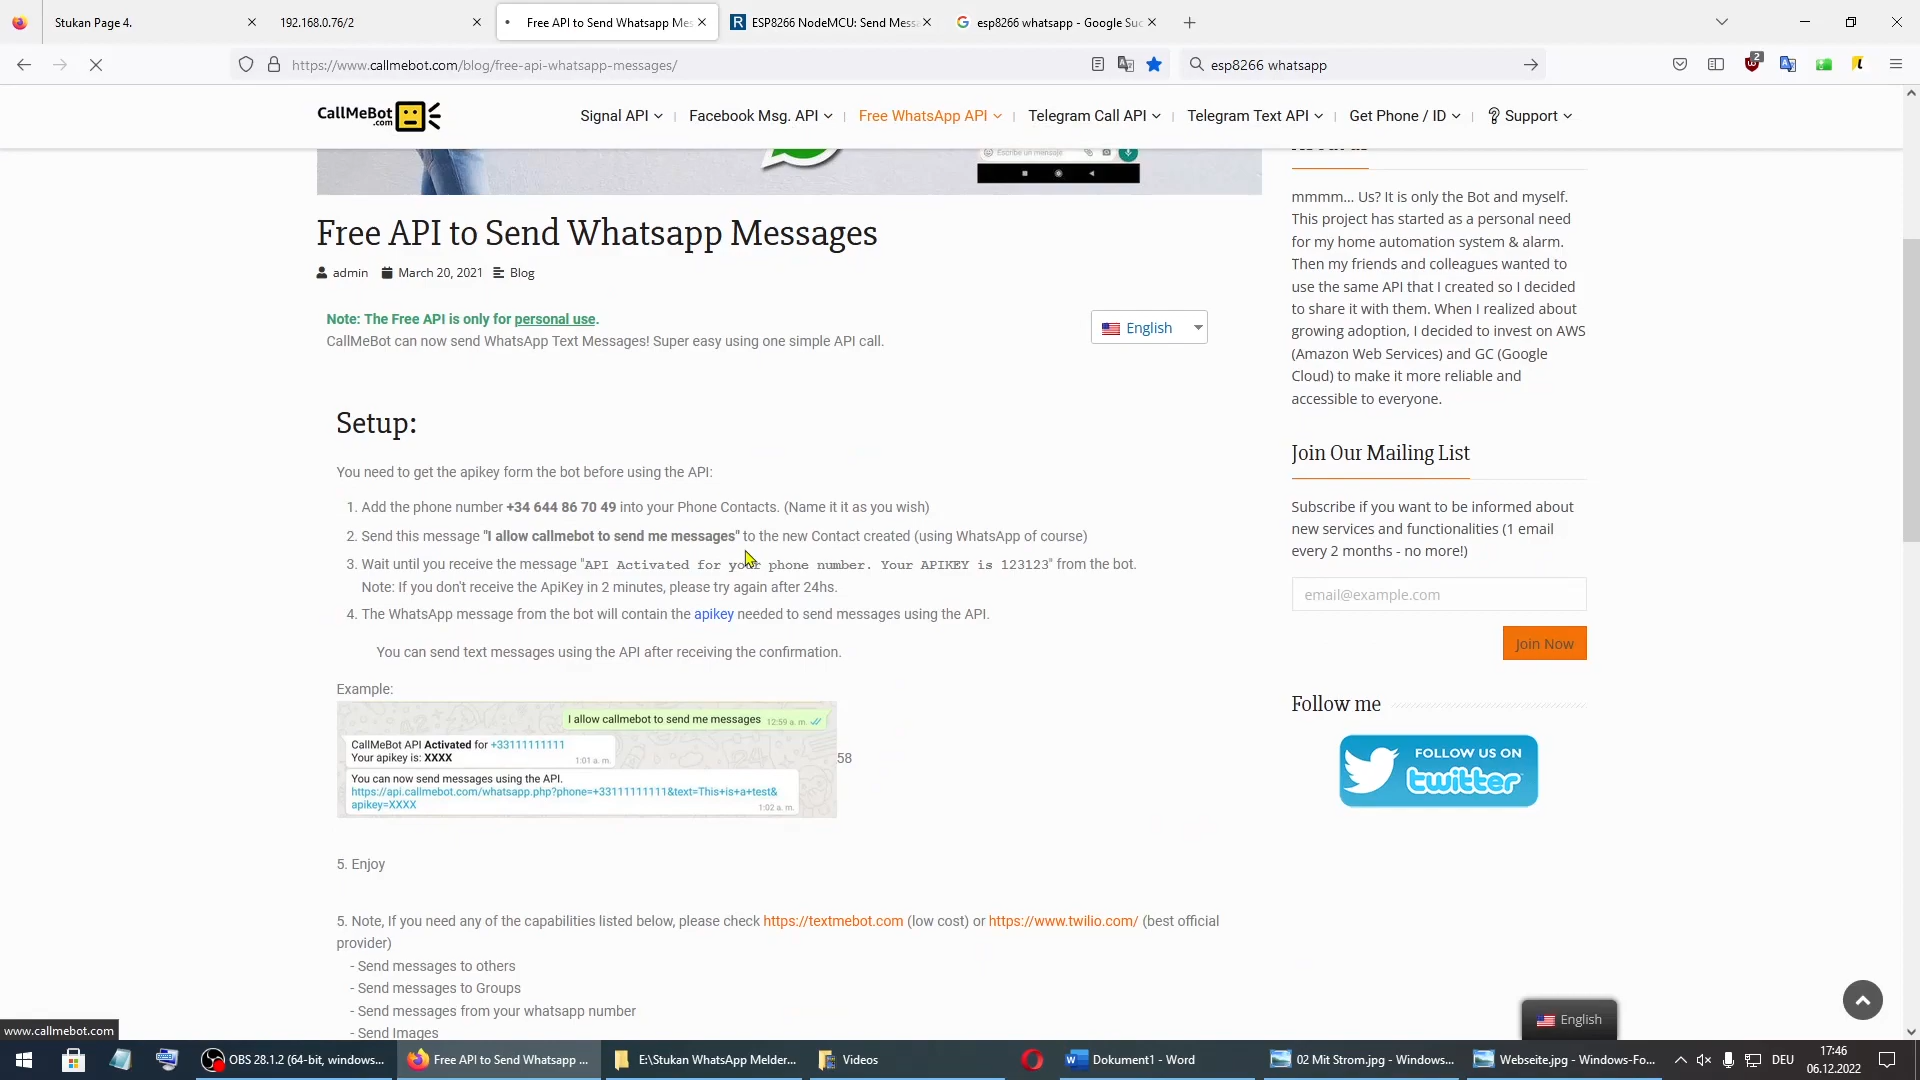 Stukan Page 4.
192.168.0.76/2
Free API to Send Whatsapp Mes
ESP8266 NodeMCU: Send Messa
esp8266 whatsapp - Google Suc
https://www.callmebot.com/blog/free-api-whatsapp-messages/
esp8266 whatsapp
2
CallMeBot
.com
Signal API
Facebook Msg. API
Free WhatsApp API
Telegram Call API
Telegram Text API
Get Phone / ID
Support
Escribe un mensaje
About us
Free API to Send Whatsapp Messages
admin March 20, 2021 Blog
Note: The Free API is only for personal use.
CallMeBot can now send WhatsApp Text Messages! Super easy using one simple API call.
English
Setup:
You need to get the apikey form the bot before using the API:
1. Add the phone number +34 644 86 70 49 into your Phone Contacts. (Name it it as you wish)
2. Send this message "I allow callmebot to send me messages" to the new Contact created (using WhatsApp of course)
3. Wait until you receive the message "API Activated for your phone number. Your APIKEY is 123123" from the bot.
Note: If you don't receive the ApiKey in 2 minutes, please try again after 24hs.
4. The WhatsApp message from the bot will contain the apikey needed to send messages using the API.
You can send text messages using the API after receiving the confirmation.
Example:
I allow callmebot to send me messages 12:59 a. m.
CallMeBot API Activated for +33111111111
Your apikey is: XXXX 1:01 a. m.
You can now send messages using the API.
https://api.callmebot.com/whatsapp.php?phone=+33111111111&text=This+is+a+test&
apikey=XXXX 1:02 a. m.
58
5. Enjoy
5. Note, If you need any of the capabilities listed below, please check https://textmebot.com (low cost) or https://www.twilio.com/ (best official
provider)
- Send messages to others
- Send messages to Groups
- Send messages from your whatsapp number
- Send Images
mmmm... Us? It is only the Bot and myself.
This project has started as a personal need
for my home automation system & alarm.
Then my friends and colleagues wanted to
use the same API that I created so I decided
to share it with them. When I realized about
growing adoption, I decided to invest on AWS
(Amazon Web Services) and GC (Google
Cloud) to make it more reliable and
accessible to everyone.
Join Our Mailing List
Subscribe if you want to be informed about
new services and functionalities (1 email
every 2 months - no more!)
email@example.com
Join Now
Follow me
FOLLOW US ON
twitter
English
www.callmebot.com
OBS 28.1.2 (64-bit, windows...
Free API to Send Whatsapp ...
E:\Stukan WhatsApp Melder...
Videos
Dokument1 - Word
02 Mit Strom.jpg - Windows...
Webseite.jpg - Windows-Fo...
DEU
17:46
06.12.2022